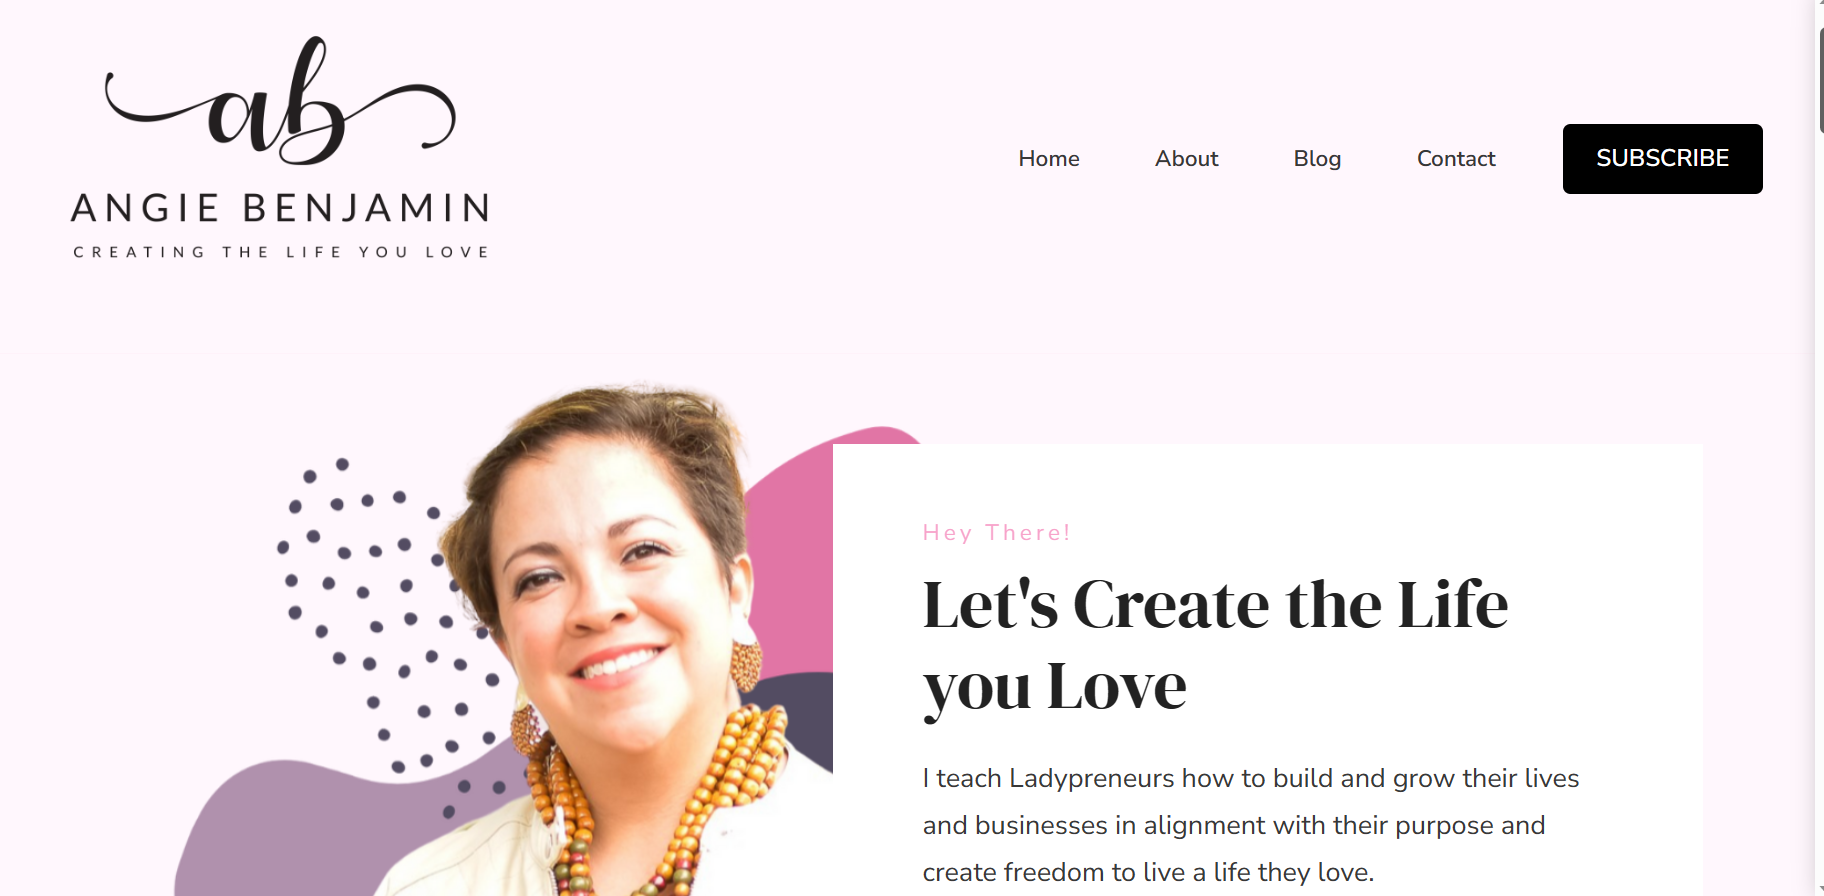 ab
ANGIE BENJAMIN
CREATING THE LIFE YOU LOVE
Home
About
Blog
Contact
SUBSCRIBE
Hey There!
Let's Create the Life
you Love
I teach Ladypreneurs how to build and grow their lives
and businesses in alignment with their purpose and
create freedom to live a life they love.